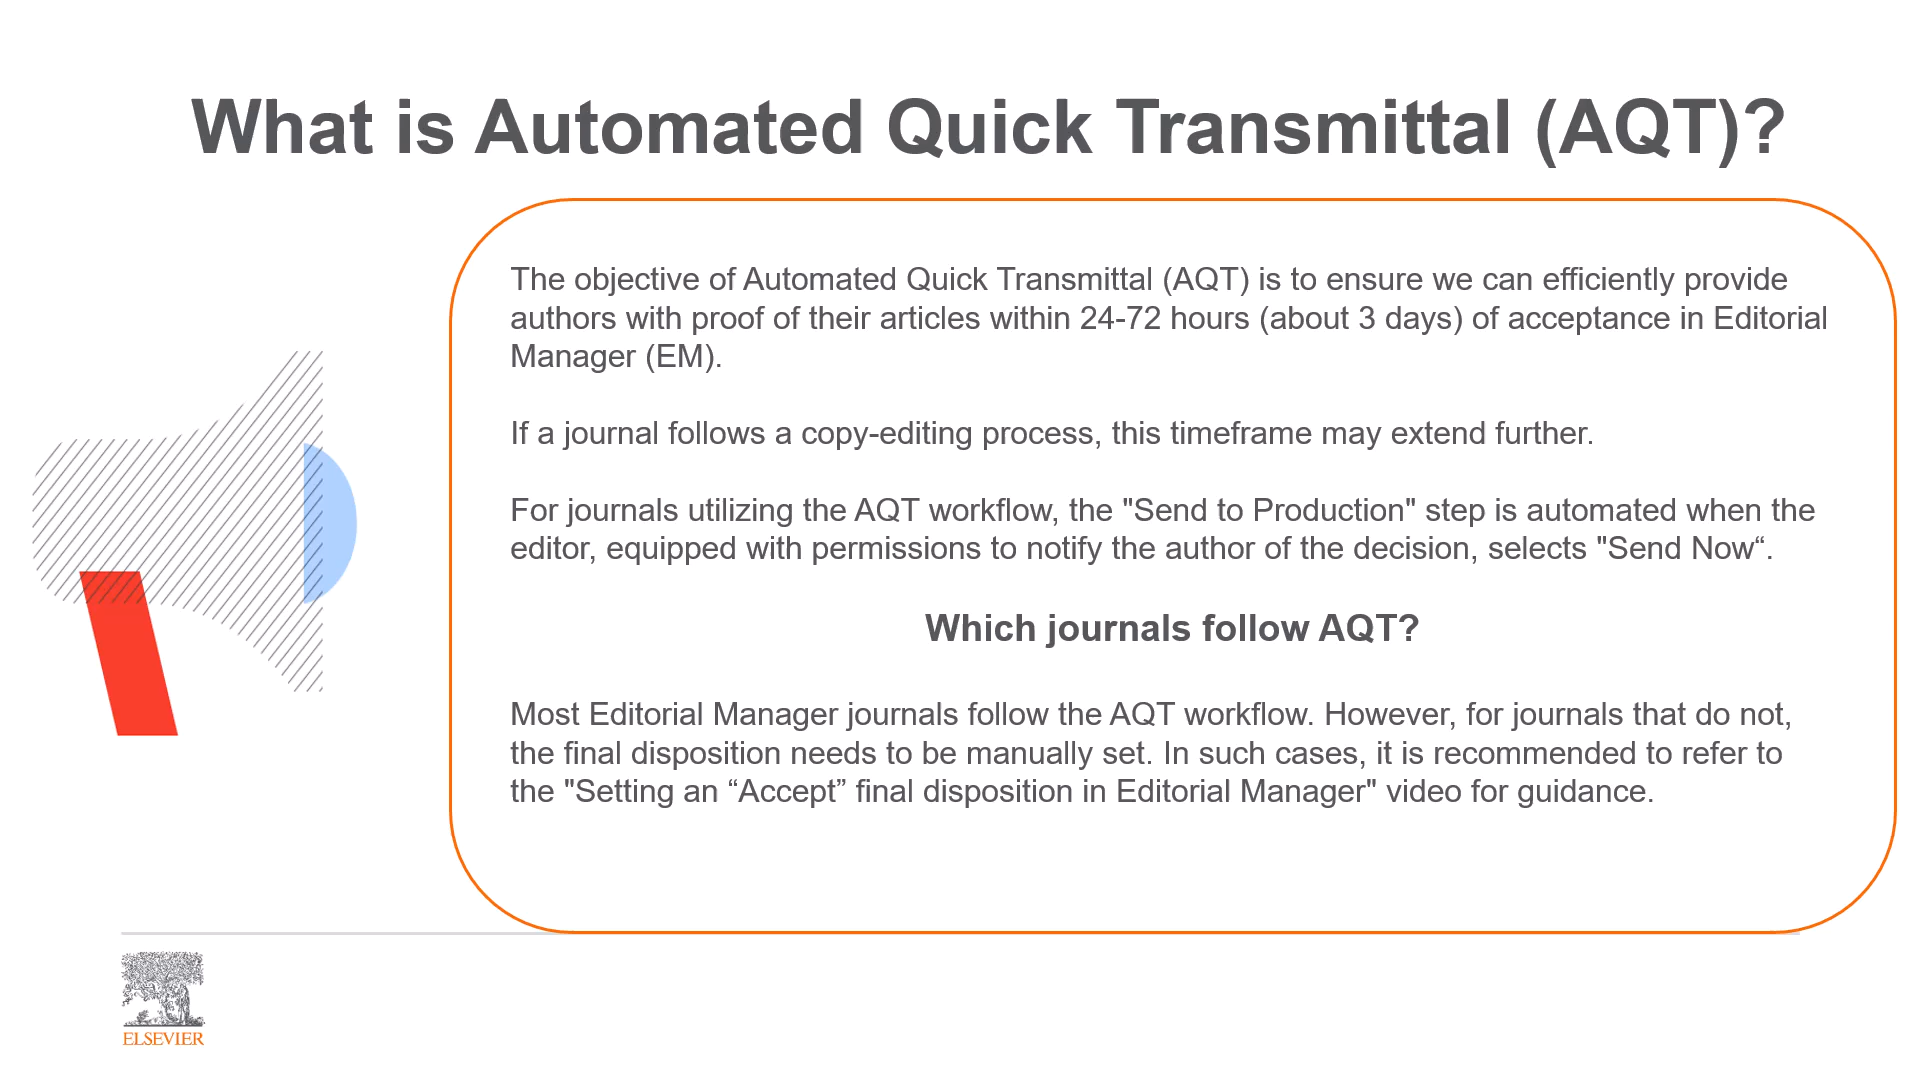 What is Automated Quick Transmittal (AQT)?
The objective of Automated Quick Transmittal (AQT) is to ensure we can efficiently provide
authors with proof of their articles within 24-72 hours (about 3 days) of acceptance in Editorial
Manager (EM).
If a journal follows a copy-editing process, this timeframe may extend further.
For journals utilizing the AQT workflow, the "Send to Production" step is automated when the
editor, equipped with permissions to notify the author of the decision, selects "Send Now“.
Which journals follow AQT?
Most Editorial Manager journals follow the AQT workflow. However, for journals that do not,
the final disposition needs to be manually set. In such cases, it is recommended to refer to
the "Setting an “Accept” final disposition in Editorial Manager" video for guidance.
ELSEVIER